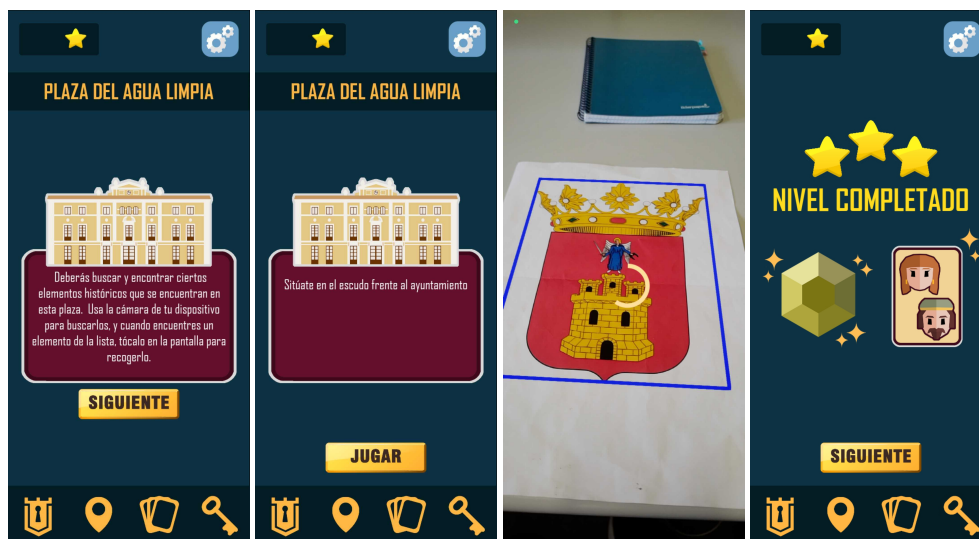 PLAZA DEL AGUA LIMPIA
Deberás buscar y encontrar ciertos
elementos históricos que se encuentran en
esta plaza. Usa la cámara de tu dispositivo
para buscarlos, y cuando encuentres un
elemento de la lista, tócalo en la pantalla para
recogerlo.
SIGUIENTE
PLAZA DEL AGUA LIMPIA
Sitúate en el escudo frente al ayuntamiento
JUGAR
NIVEL COMPLETADO
SIGUIENTE